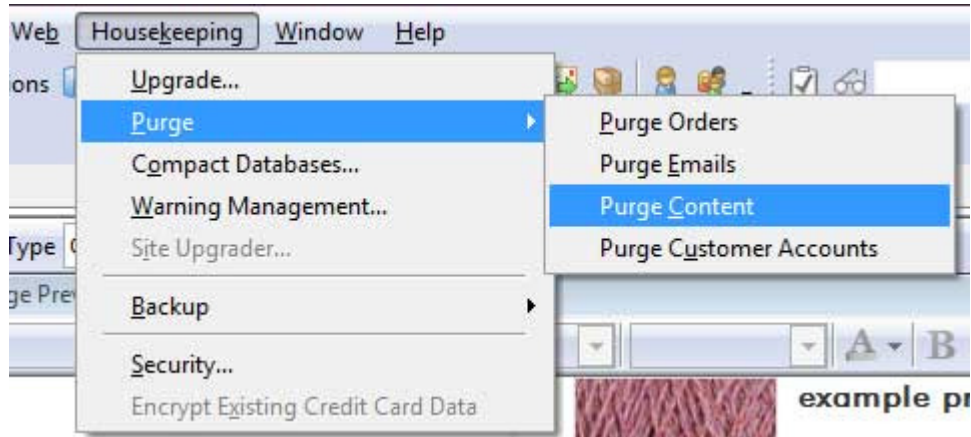 Web Housekeeping Window Help
ons
Upgrade...
Purge
Purge Orders
Compact Databases...
Purge Emails
Warning Management...
Purge Content
Type
Site Upgrader...
Purge Customer Accounts
ge Prev
Backup
A B
Security...
Encrypt Existing Credit Card Data
example pr